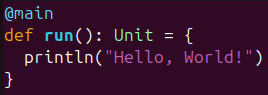 @main
def run(): Unit = {
  println("Hello, World!")
}